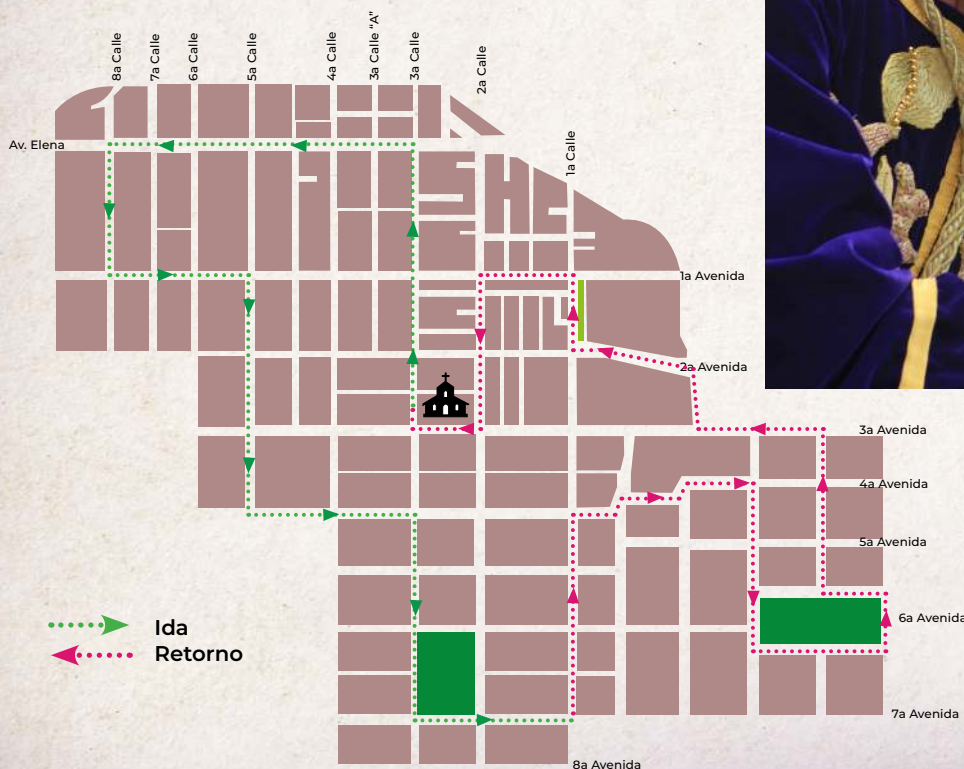 8a Calle
7a Calle
6a Calle
5a Calle
4a Calle
3a Calle “A”
3a Calle
2a Calle
1a Calle
Av. Elena
1a Avenida
2a Avenida
3a Avenida
4a Avenida
5a Avenida
6a Avenida
7a Avenida
8a Avenida
Ida
Retorno